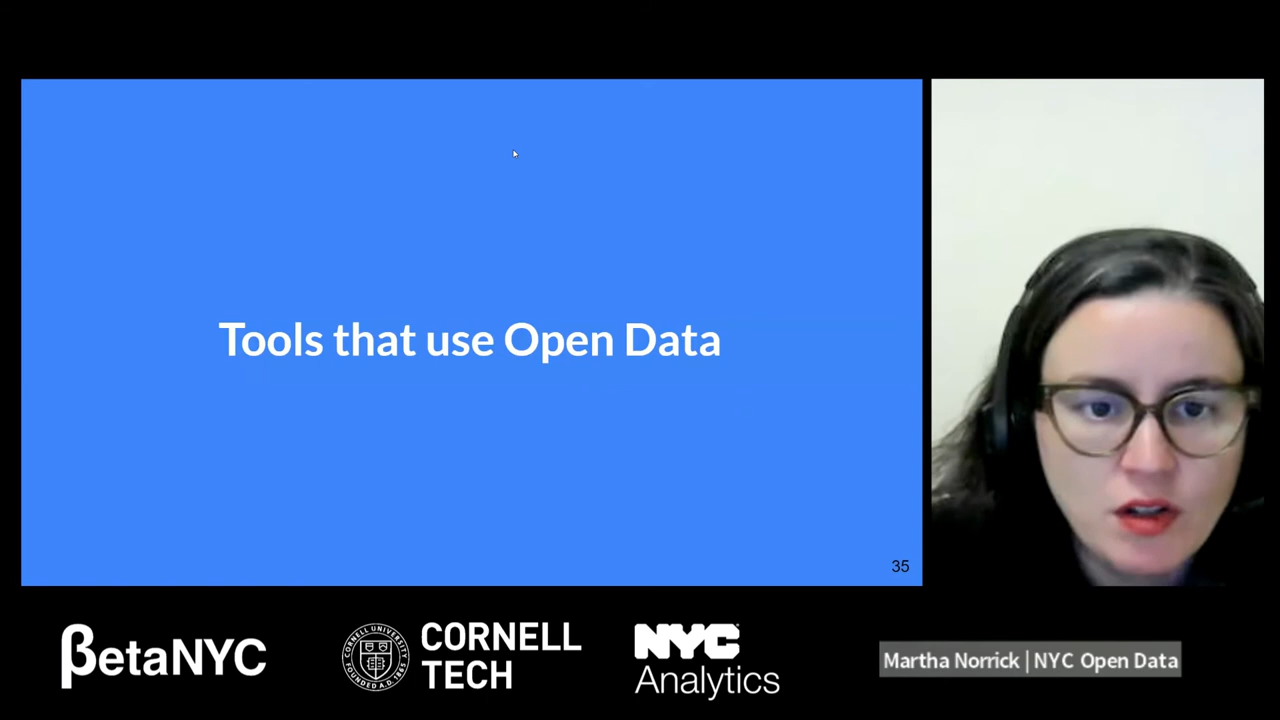 Tools that use Open Data
35
βetaNYC
CORNELL
TECH
NYC
Analytics
Martha Norrick | NYC Open Data